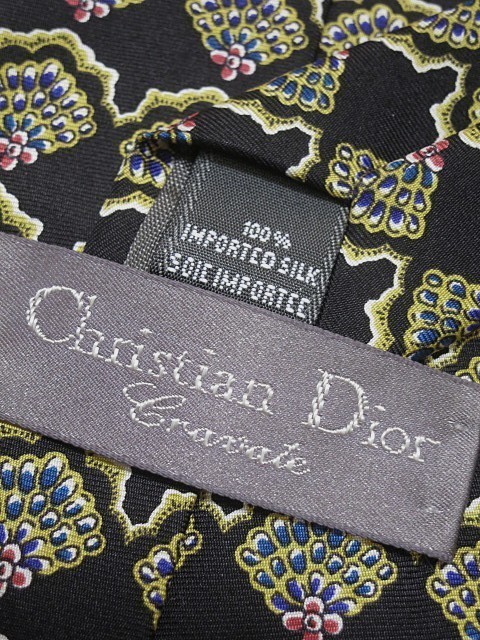 100%
IMPORTED SILK
SOIE IMPORTEE
Christian Dior
Cravate